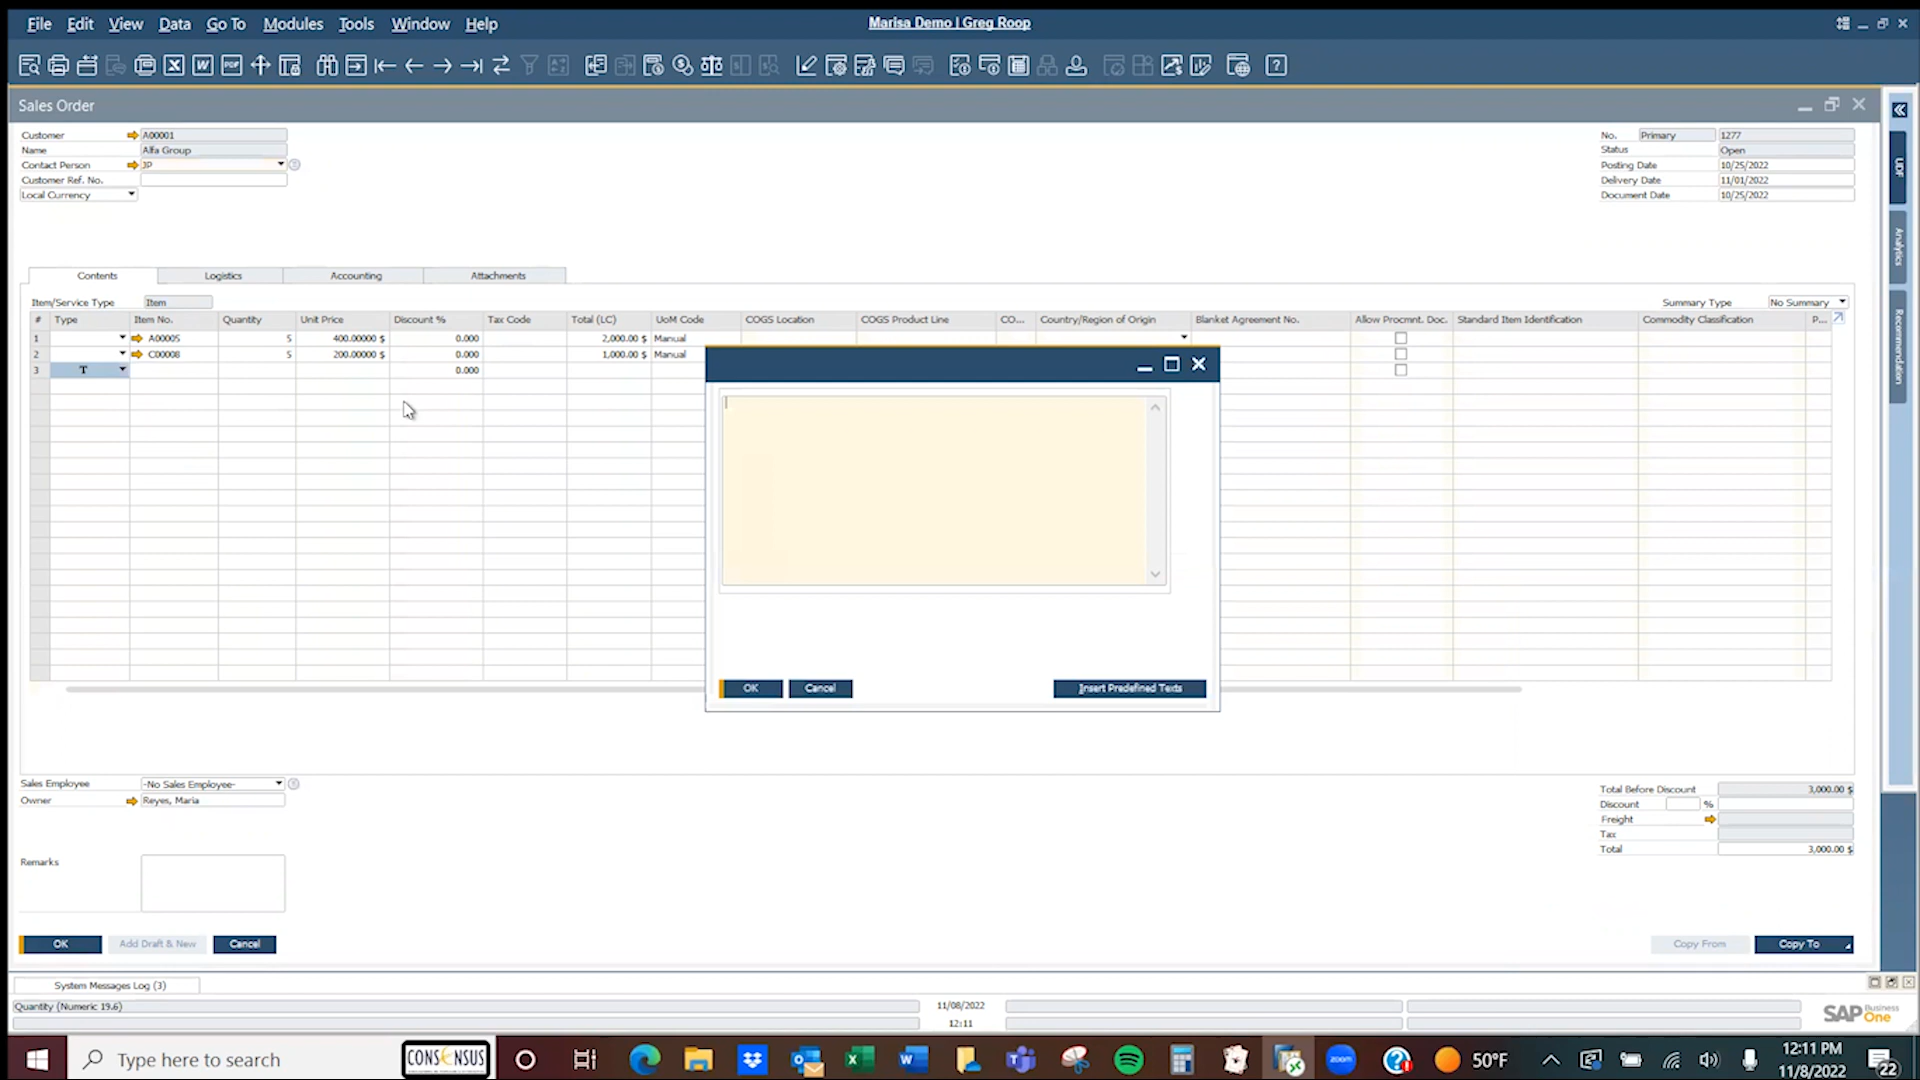 File Edit View Data Go To Modules Tools Window Help
Marisa Demo | Greg Roop
Sales Order
Customer A00001
Name Alfa Group
Contact Person JP
Customer Ref. No.
Local Currency
No. Primary 1277
Status Open
Posting Date 10/25/2022
Delivery Date 11/01/2022
Document Date 10/25/2022
UDF
Analytics
Recommendation
Contents Logistics Accounting Attachments
Item/Service Type Item
Summary Type No Summary
# Type Item No. Quantity Unit Price Discount % Tax Code Total (LC) UoM Code COGS Location COGS Product Line CO... Country/Region of Origin Blanket Agreement No. Allow Procmnt. Doc. Standard Item Identification Commodity Classification P...
1 A00005 5 400.00000 $ 0.000 2,000.00 $ Manual
2 C00008 5 200.00000 $ 0.000 1,000.00 $ Manual
3 T 0.000
OK Cancel Insert Predefined Texts
Sales Employee -No Sales Employee-
Owner Reyes, Maria
Remarks
Total Before Discount 3,000.00 $
Discount %
Freight
Tax
Total 3,000.00 $
OK Add Draft & New Cancel
Copy From Copy To
System Messages Log (3)
Quantity (Numeric 19.6)
11/08/2022
12:11
SAP Business One
Type here to search
CONSENSUS
zoom
50°F
12:11 PM
11/8/2022
22